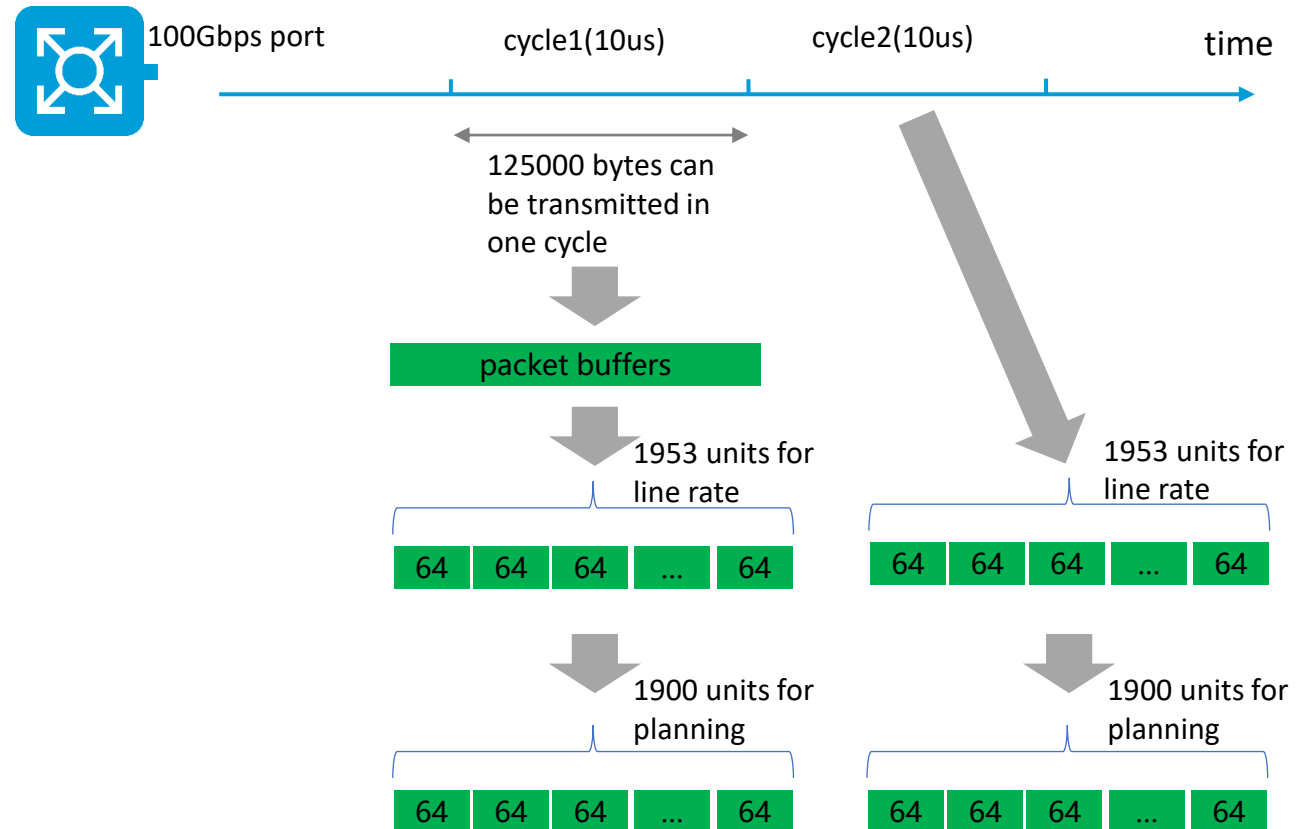 100Gbps port
cycle1(10us)
cycle2(10us)
time
125000 bytes can
be transmitted in
one cycle
packet buffers
1953 units for
line rate
1953 units for
line rate
64 64 64 ... 64
64 64 64 ... 64
1900 units for
planning
1900 units for
planning
64 64 64 ... 64
64 64 64 ... 64